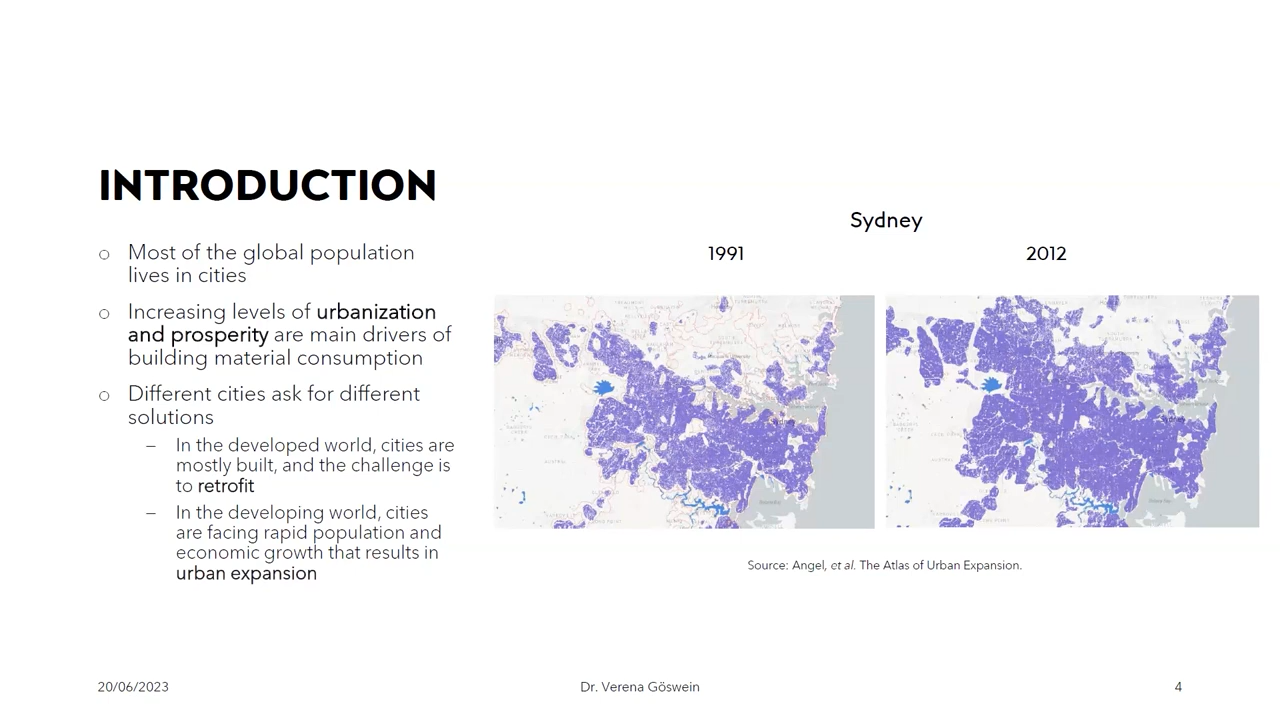 INTRODUCTION
○ Most of the global population
lives in cities
○ Increasing levels of urbanization
and prosperity are main drivers of
building material consumption
○ Different cities ask for different
solutions
– In the developed world, cities are
mostly built, and the challenge is
to retrofit
– In the developing world, cities
are facing rapid population and
economic growth that results in
urban expansion
Sydney
1991
2012
Sydney
Sydney
Source: Angel, et al. The Atlas of Urban Expansion.
20/06/2023
Dr. Verena Göswein
4